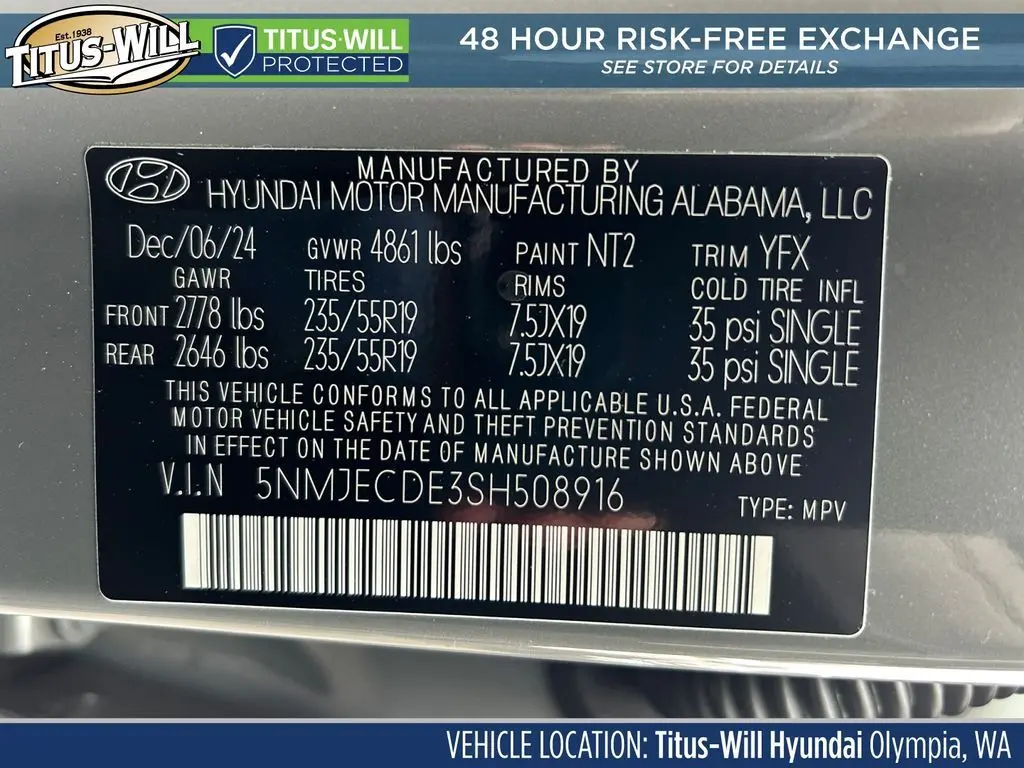 Est. 1938
TITUS-WILL
TITUS-WILL
PROTECTED
48 HOUR RISK-FREE EXCHANGE
SEE STORE FOR DETAILS
MANUFACTURED BY
HYUNDAI MOTOR MANUFACTURING ALABAMA, LLC
Dec/06/24 GVWR 4861 lbs PAINT NT2 TRIM YFX
GAWR TIRES RIMS COLD TIRE INFL
FRONT 2778 lbs 235/55R19 7.5JX19 35 psi SINGLE
REAR 2646 lbs 235/55R19 7.5JX19 35 psi SINGLE
THIS VEHICLE CONFORMS TO ALL APPLICABLE U.S.A. FEDERAL
MOTOR VEHICLE SAFETY AND THEFT PREVENTION STANDARDS
IN EFFECT ON THE DATE OF MANUFACTURE SHOWN ABOVE
V.I.N 5NMJECDE3SH508916
TYPE: MPV
VEHICLE LOCATION: Titus-Will Hyundai Olympia, WA